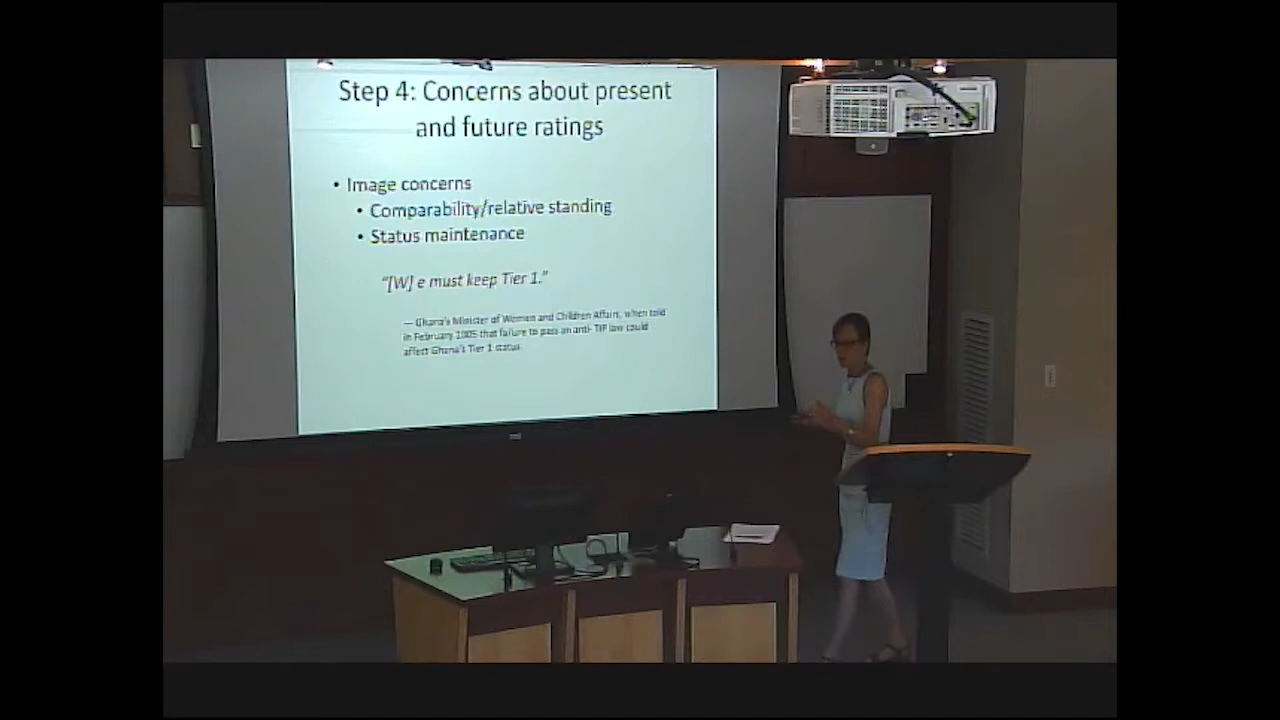 Step 4: Concerns about present
and future ratings
• Image concerns
• Comparability/relative standing
• Status maintenance
“[W] e must keep Tier 1.”
— Ghana's Minister of Women and Children Affairs, when told
in February 2005 that failure to pass an anti- TIP law could
affect Ghana's Tier 1 status.